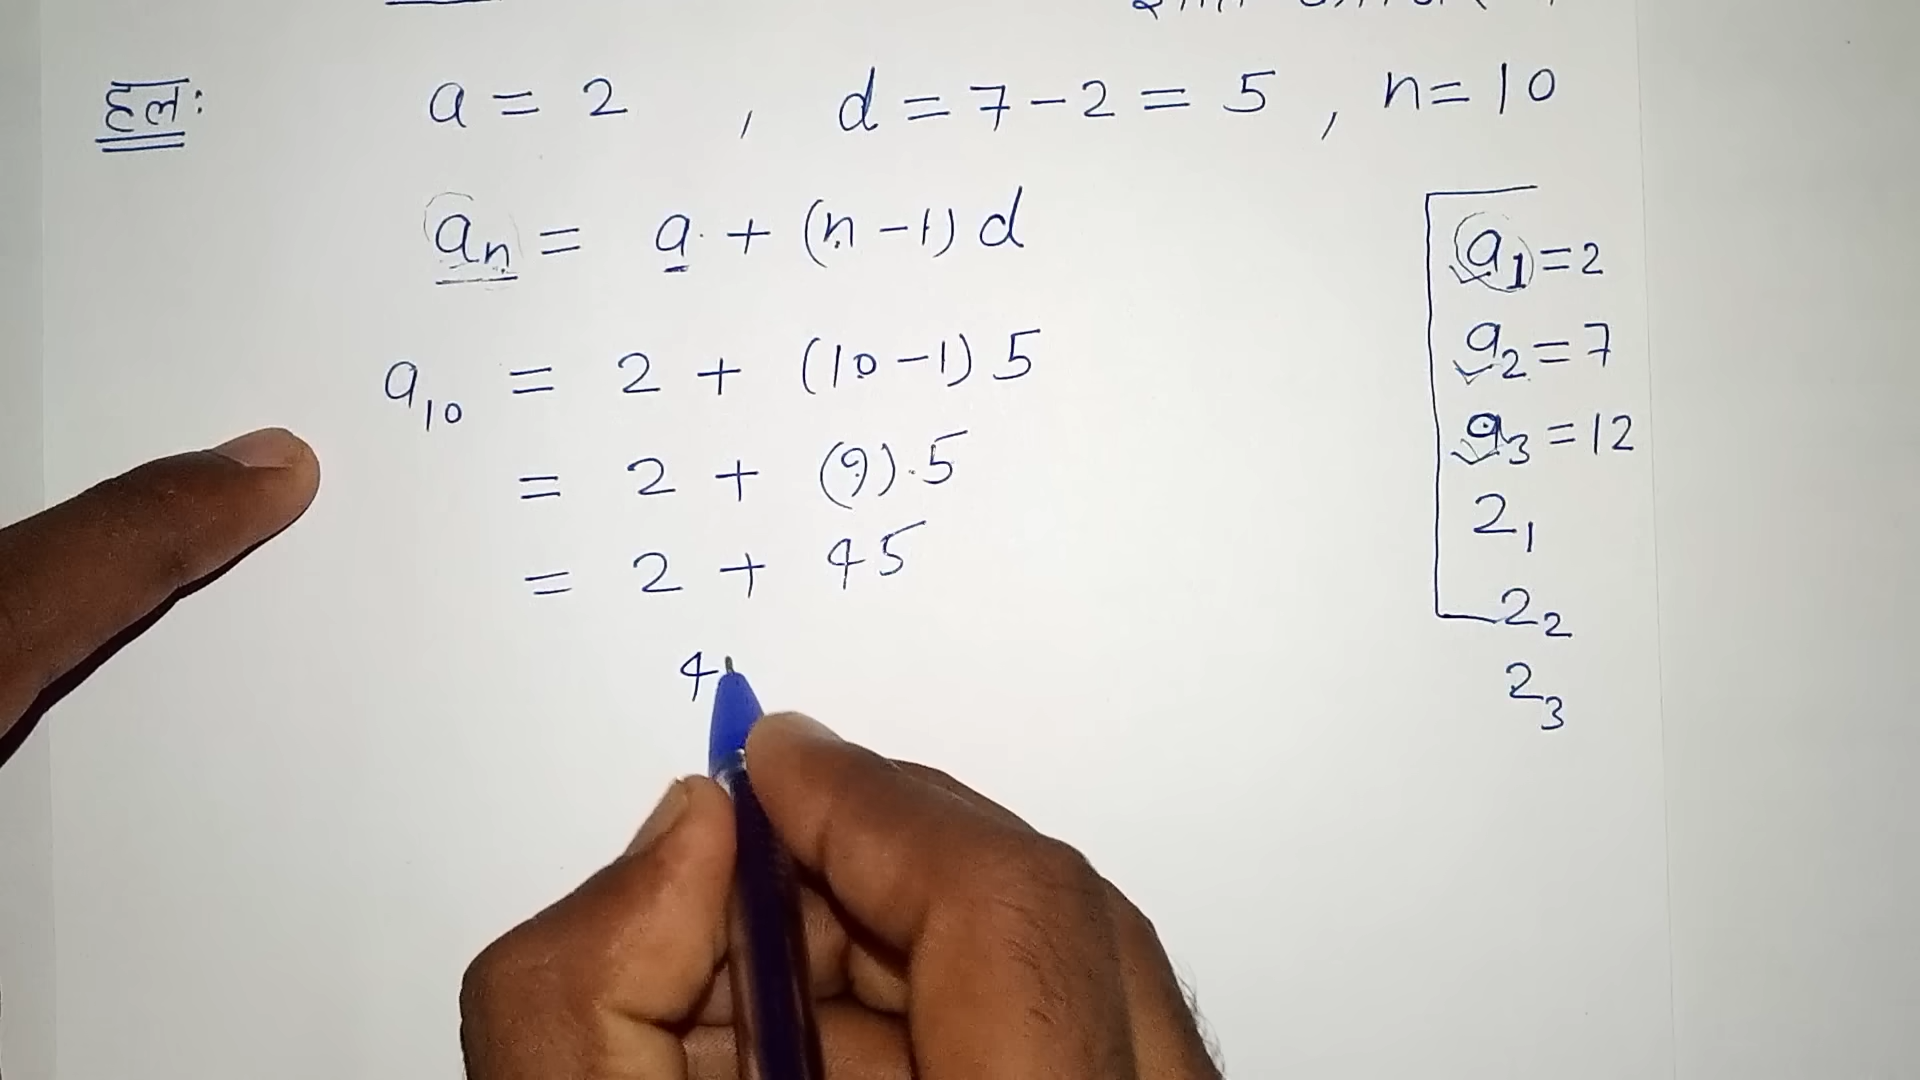 हल:
a = 2 , d = 7 - 2 = 5 , n = 10
aₙ = a + (n - 1) d
a₁₀ = 2 + (10 - 1) 5
= 2 + (9) . 5
= 2 + 45
4
a₁ = 2
a₂ = 7
a₃ = 12
2₁
2₂
2₃